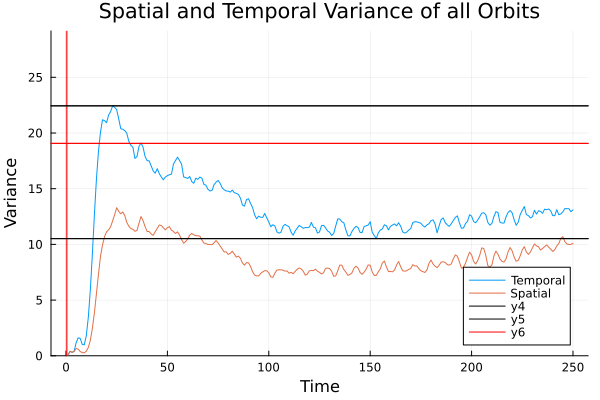 Spatial and Temporal Variance of all Orbits
Variance
25
20
15
10
5
0
0 50 100 150 200 250
Time
Temporal
Spatial
y4
y5
y6